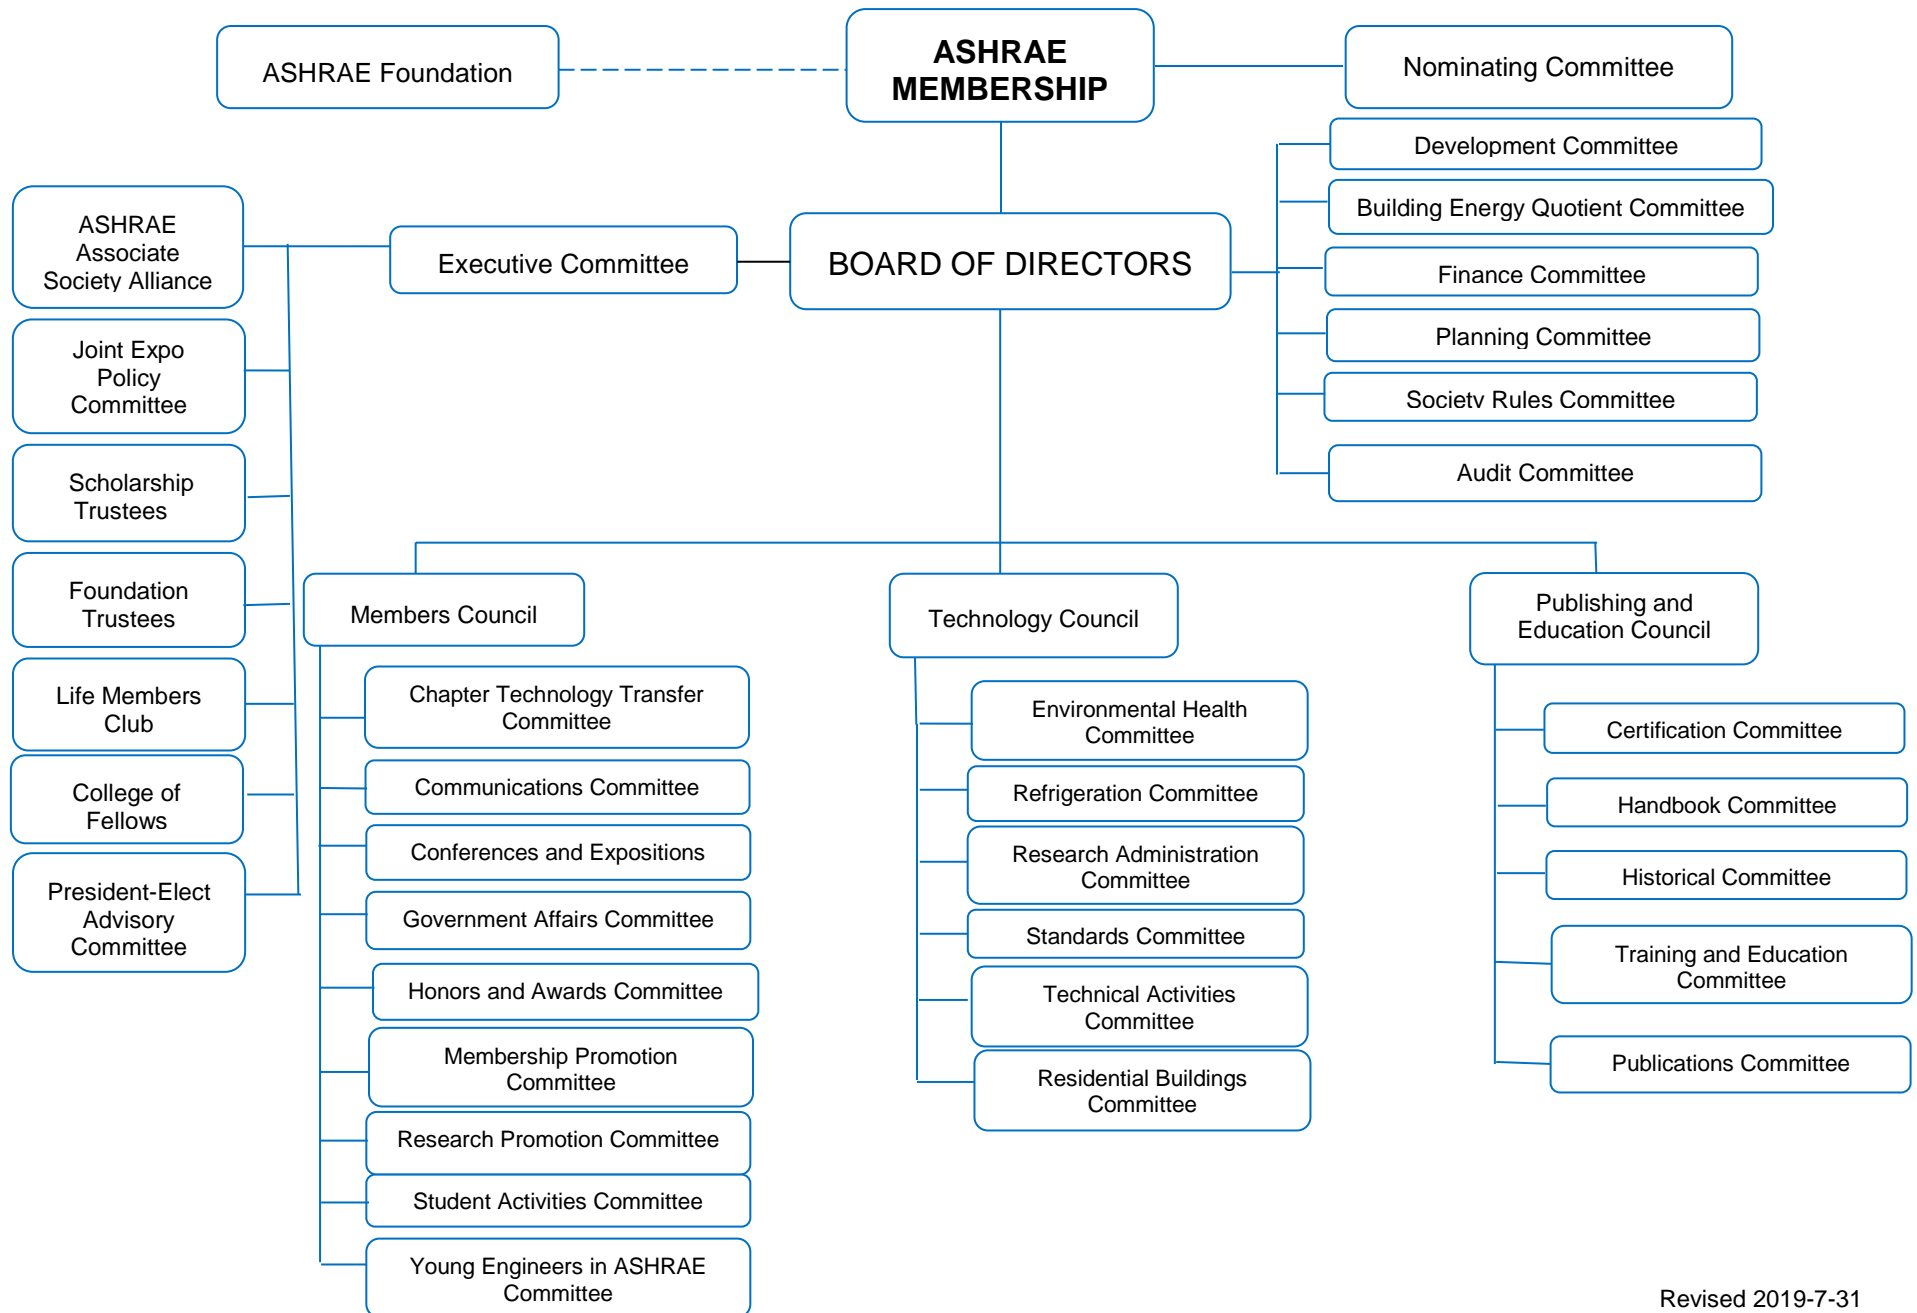 ASHRAE Foundation
ASHRAE
MEMBERSHIP
Nominating Committee
Development Committee
Building Energy Quotient Committee
Finance Committee
Planning Committee
Society Rules Committee
Audit Committee
BOARD OF DIRECTORS
Executive Committee
ASHRAE
Associate
Society Alliance
Joint Expo
Policy
Committee
Scholarship
Trustees
Foundation
Trustees
Life Members
Club
College of
Fellows
President-Elect
Advisory
Committee
Members Council
Chapter Technology Transfer
Committee
Communications Committee
Conferences and Expositions
Government Affairs Committee
Honors and Awards Committee
Membership Promotion
Committee
Research Promotion Committee
Student Activities Committee
Young Engineers in ASHRAE
Committee
Technology Council
Environmental Health
Committee
Refrigeration Committee
Research Administration
Committee
Standards Committee
Technical Activities
Committee
Residential Buildings
Committee
Publishing and
Education Council
Certification Committee
Handbook Committee
Historical Committee
Training and Education
Committee
Publications Committee
Revised 2019-7-31